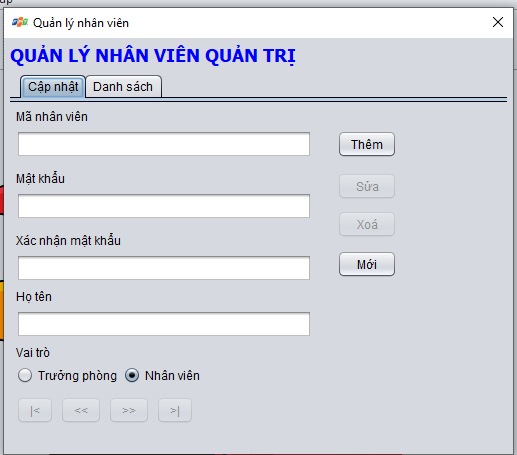 Quản lý nhân viên
QUẢN LÝ NHÂN VIÊN QUẢN TRỊ
Cập nhật Danh sách
Mã nhân viên
Thêm
Mật khẩu
Sửa
Xoá
Xác nhận mật khẩu
Mới
Họ tên
Vai trò
Trưởng phòng Nhân viên
|< << >> >|